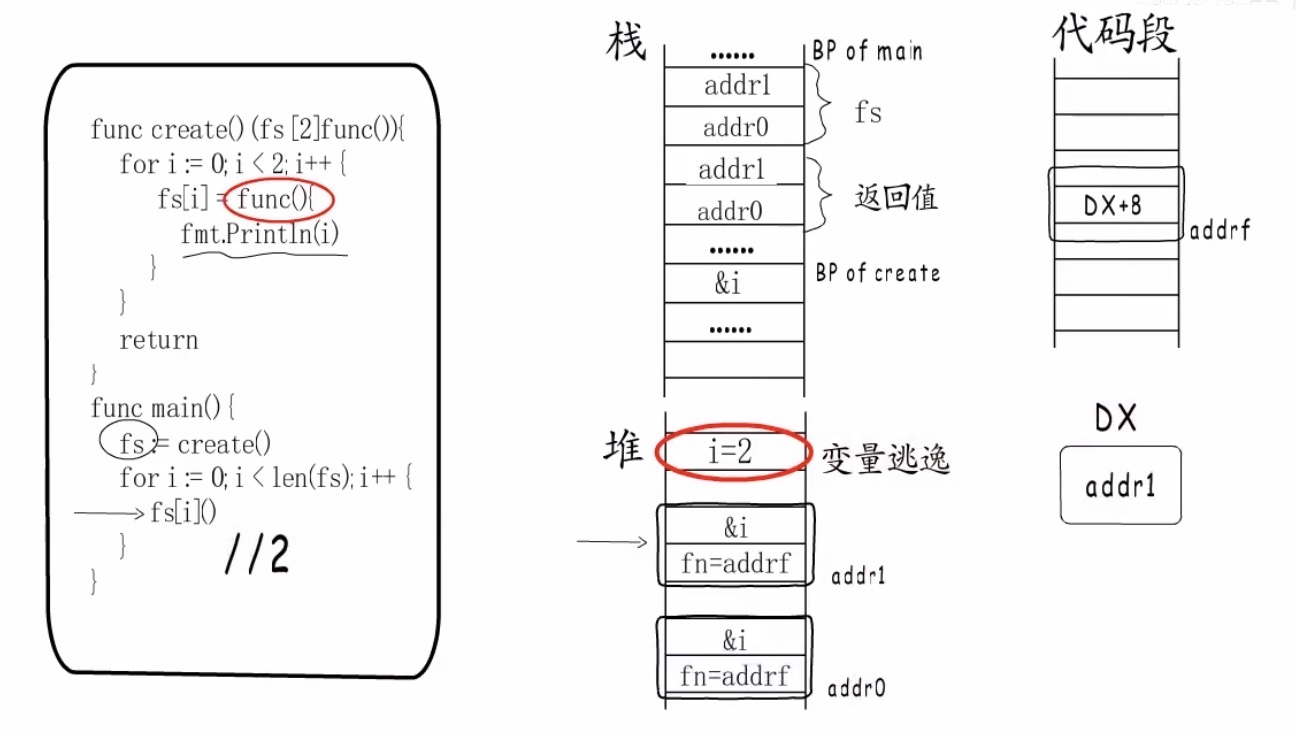 func create() (fs [2]func()){
for i := 0; i < 2; i++ {
fs[i] = func(){
fmt.Println(i)
}
}
return
}
func main() {
fs := create()
for i := 0; i < len(fs); i++ {
fs[i]()
}
}
//2
栈
...... BP of main
addr1
addr0
fs
addr1
addr0
返回值
......
&i BP of create
......
堆
i=2 变量逃逸
&i
fn=addrf addr1
&i
fn=addrf addr0
代码段
DX+8 addrf
DX
addr1